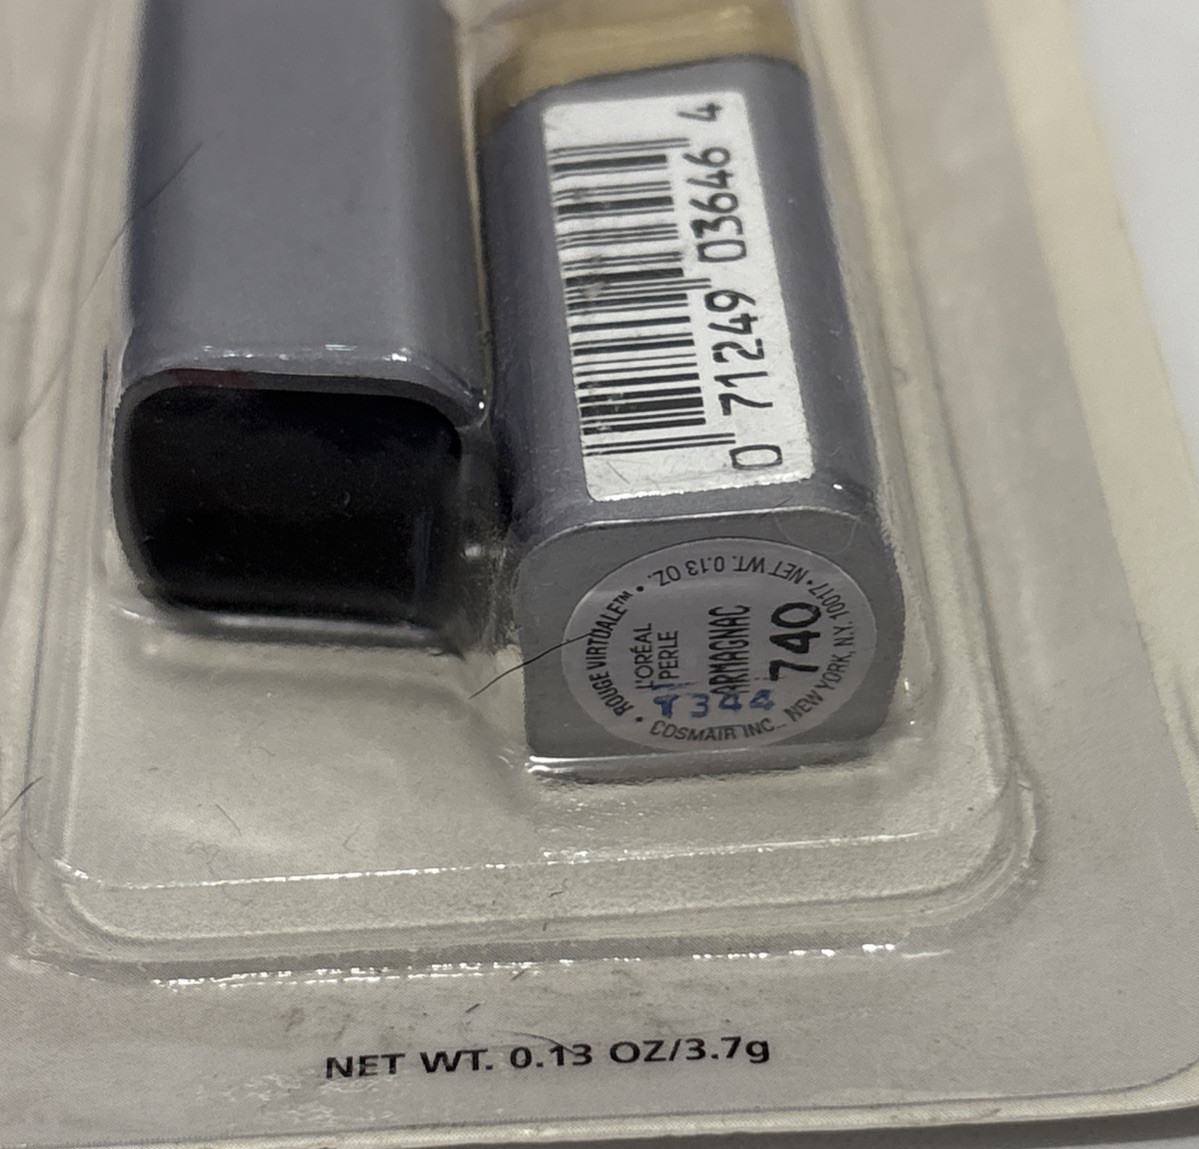 0 71249 03646 4
• ROUGE VIRTUALE™ • NET WT. 0.13 OZ. •
L'ORÉAL
PERLE
ARMAGNAC
740
COSMAIR INC., NEW YORK, N.Y. 10017
NET WT. 0.13 OZ/3.7g